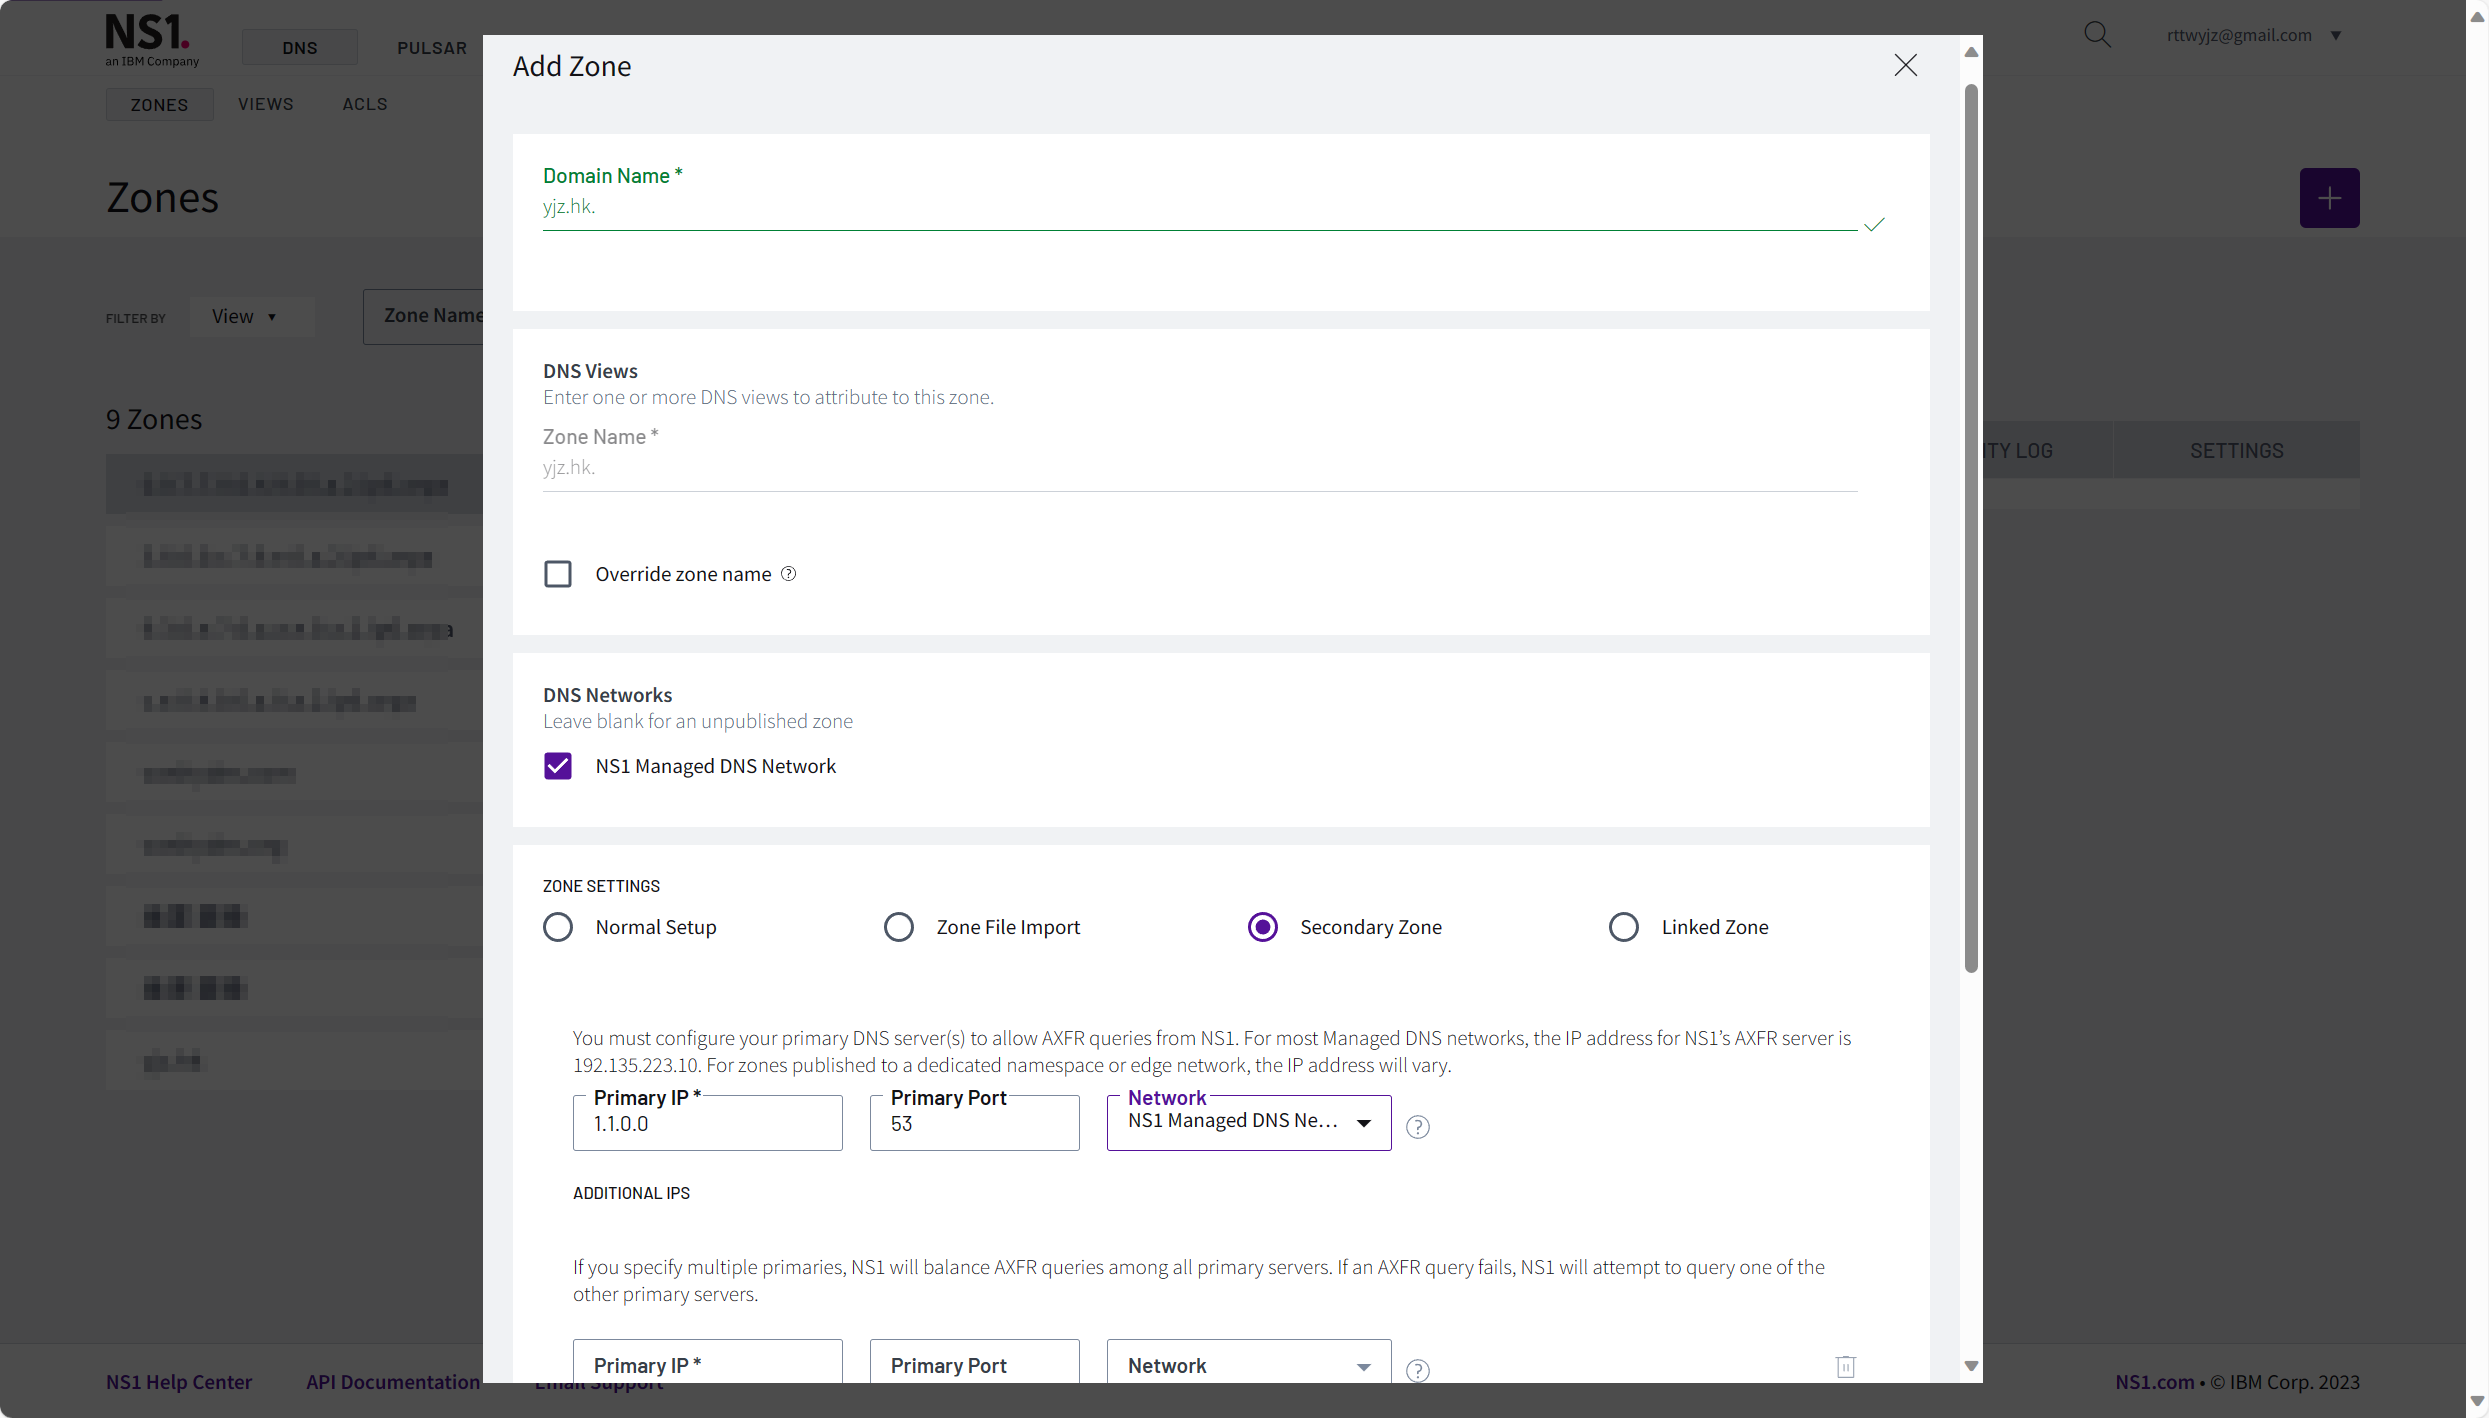 NS1.
an IBM Company
DNS
PULSAR
rttwyjz@gmail.com
ZONES
VIEWS
ACLS
Zones
FILTER BY
View
Zone Name
9 Zones
ITY LOG
SETTINGS
Add Zone
Domain Name *
yjz.hk.
DNS Views
Enter one or more DNS views to attribute to this zone.
Zone Name *
yjz.hk.
Override zone name ?
DNS Networks
Leave blank for an unpublished zone
NS1 Managed DNS Network
ZONE SETTINGS
Normal Setup
Zone File Import
Secondary Zone
Linked Zone
You must configure your primary DNS server(s) to allow AXFR queries from NS1. For most Managed DNS networks, the IP address for NS1’s AXFR server is
192.135.223.10. For zones published to a dedicated namespace or edge network, the IP address will vary.
Primary IP *
1.1.0.0
Primary Port
53
Network
NS1 Managed DNS Ne...
?
ADDITIONAL IPS
If you specify multiple primaries, NS1 will balance AXFR queries among all primary servers. If an AXFR query fails, NS1 will attempt to query one of the
other primary servers.
Primary IP *
Primary Port
Network
?
NS1 Help Center
API Documentation
Email Support
NS1.com • © IBM Corp. 2023